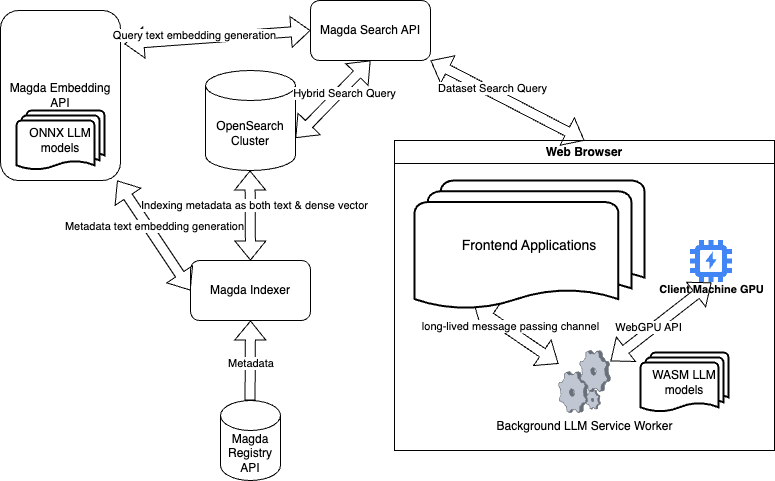 Magda Search API
Query text embedding generation
Magda Embedding
API
ONNX LLM
models
Hybrid Search Query
Dataset Search Query
OpenSearch
Cluster
Web Browser
Indexing metadata as both text & dense vector
Metadata text embedding generation
Frontend Applications
Magda Indexer
Client Machine GPU
long-lived message passing channel
WebGPU API
Metadata
WASM LLM
models
Background LLM Service Worker
Magda
Registry
API